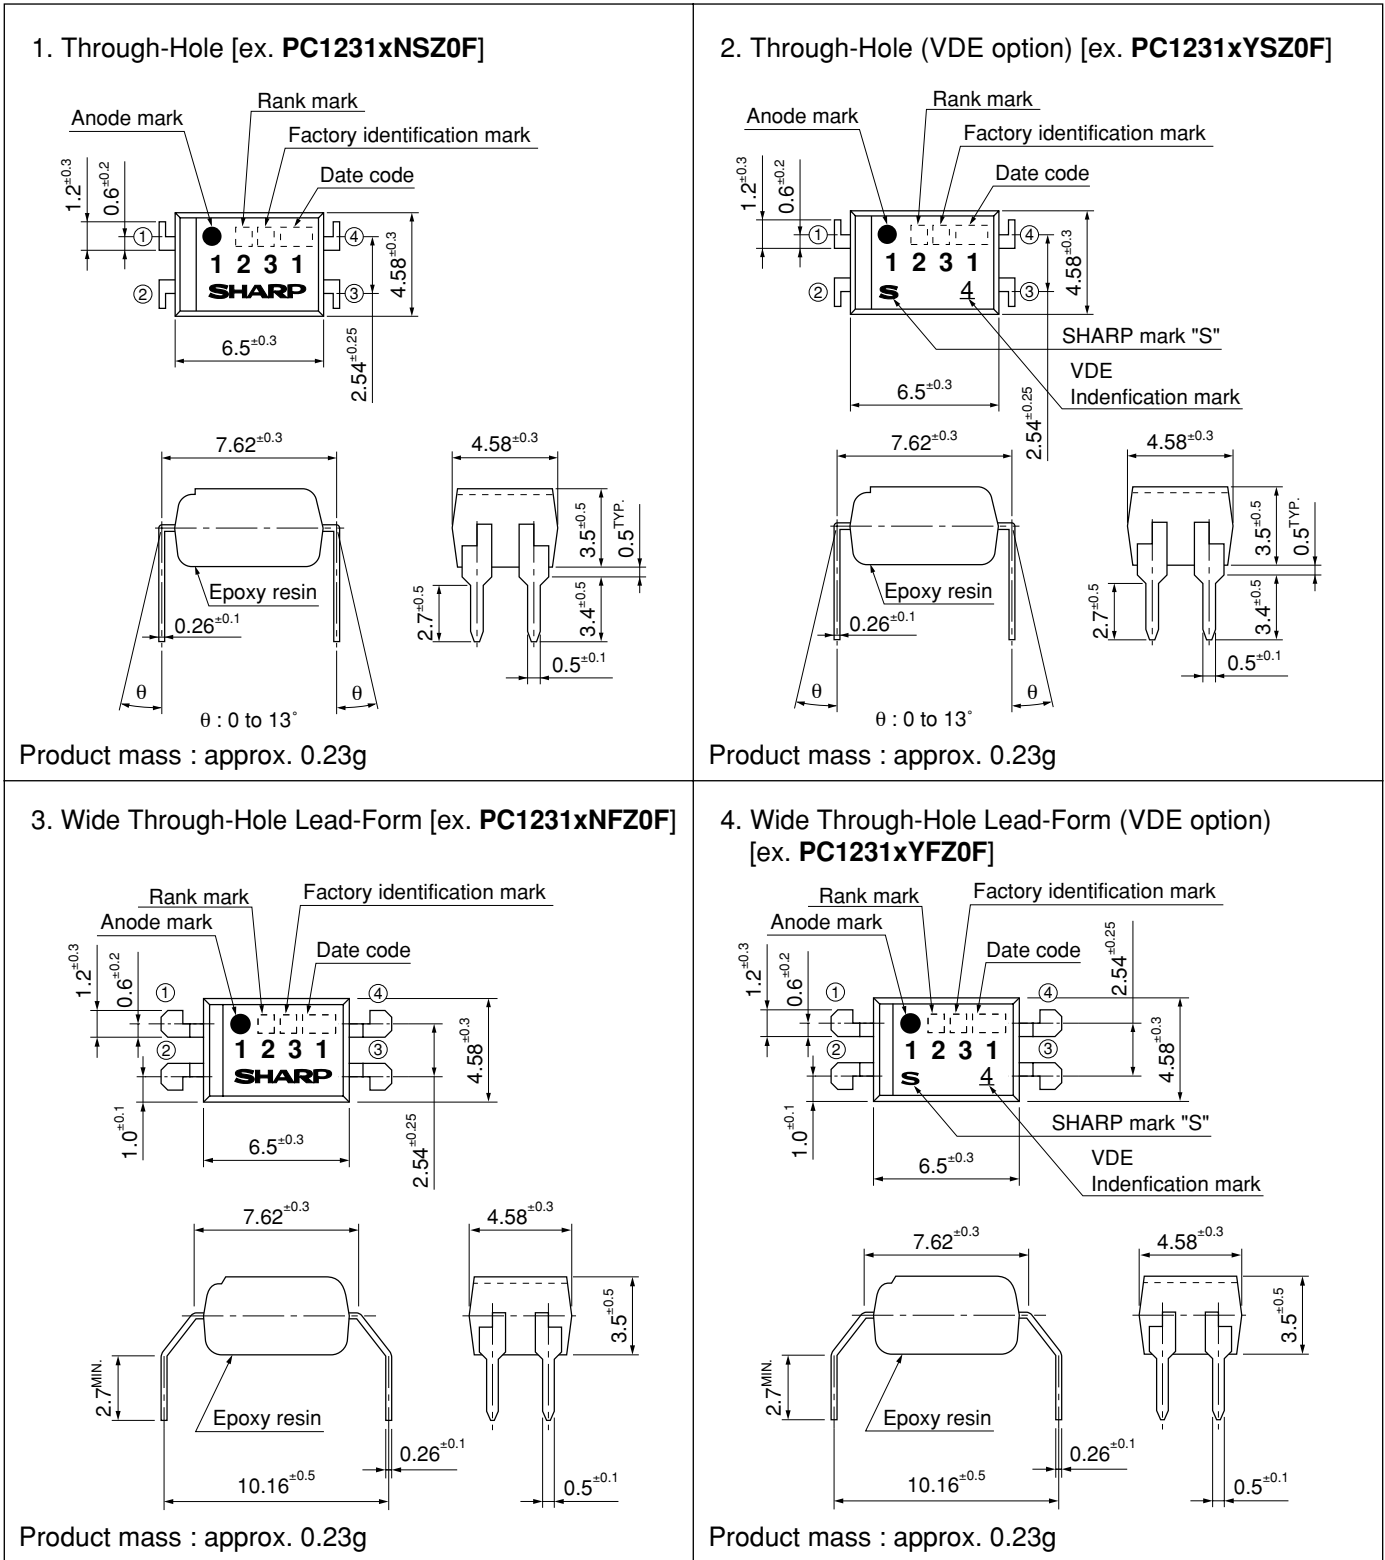 1. Through-Hole [ex. PC1231xNSZ0F]
Rank mark
Anode mark
Factory identification mark
Date code
1.2±0.3
0.6±0.2
①
④
1 2 3 1
②
SHARP
③
4.58±0.3
6.5±0.3
2.54±0.25
7.62±0.3
4.58±0.3
3.5±0.5
0.5TYP.
Epoxy resin
0.26±0.1
2.7±0.5
3.4±0.5
0.5±0.1
θ
θ
θ : 0 to 13˚
Product mass : approx. 0.23g
2. Through-Hole (VDE option) [ex. PC1231xYSZ0F]
Rank mark
Anode mark
Factory identification mark
Date code
1.2±0.3
0.6±0.2
①
④
1 2 3 1
②
S
4
③
4.58±0.3
SHARP mark "S"
VDE
Indenfication mark
6.5±0.3
2.54±0.25
7.62±0.3
4.58±0.3
3.5±0.5
0.5TYP.
Epoxy resin
0.26±0.1
2.7±0.5
3.4±0.5
0.5±0.1
θ
θ
θ : 0 to 13˚
Product mass : approx. 0.23g
3. Wide Through-Hole Lead-Form [ex. PC1231xNFZ0F]
Rank mark
Factory identification mark
Anode mark
Date code
1.2±0.3
0.6±0.2
①
④
1 2 3 1
②
③
SHARP
4.58±0.3
1.0±0.1
6.5±0.3
2.54±0.25
7.62±0.3
4.58±0.3
3.5±0.5
2.7MIN.
Epoxy resin
0.26±0.1
10.16±0.5
0.5±0.1
Product mass : approx. 0.23g
4. Wide Through-Hole Lead-Form (VDE option)
[ex. PC1231xYFZ0F]
Rank mark
Factory identification mark
Anode mark
Date code
2.54±0.25
1.2±0.3
0.6±0.2
①
④
1 2 3 1
②
③
S
4
4.58±0.3
1.0±0.1
SHARP mark "S"
6.5±0.3
VDE
Indenfication mark
7.62±0.3
4.58±0.3
3.5±0.5
2.7MIN.
Epoxy resin
0.26±0.1
10.16±0.5
0.5±0.1
Product mass : approx. 0.23g